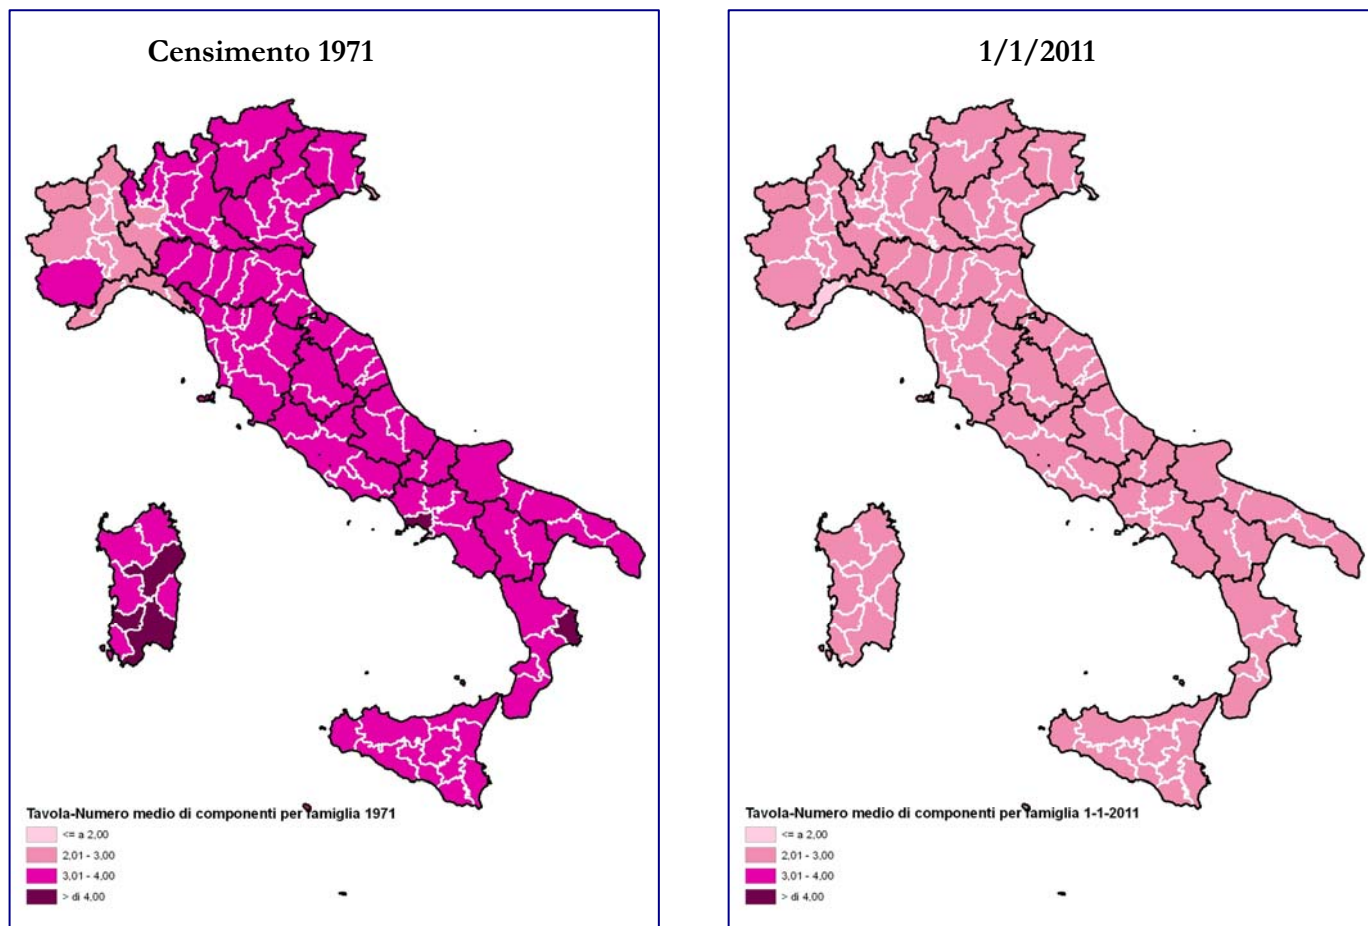 Censimento 1971
Tavola-Numero medio di componenti per famiglia 1971
<= a 2,00
2,01 - 3,00
3,01 - 4,00
> di 4,00
1/1/2011
Tavola-Numero medio di componenti per famiglia 1-1-2011
<= a 2,00
2,01 - 3,00
3,01 - 4,00
> di 4,00